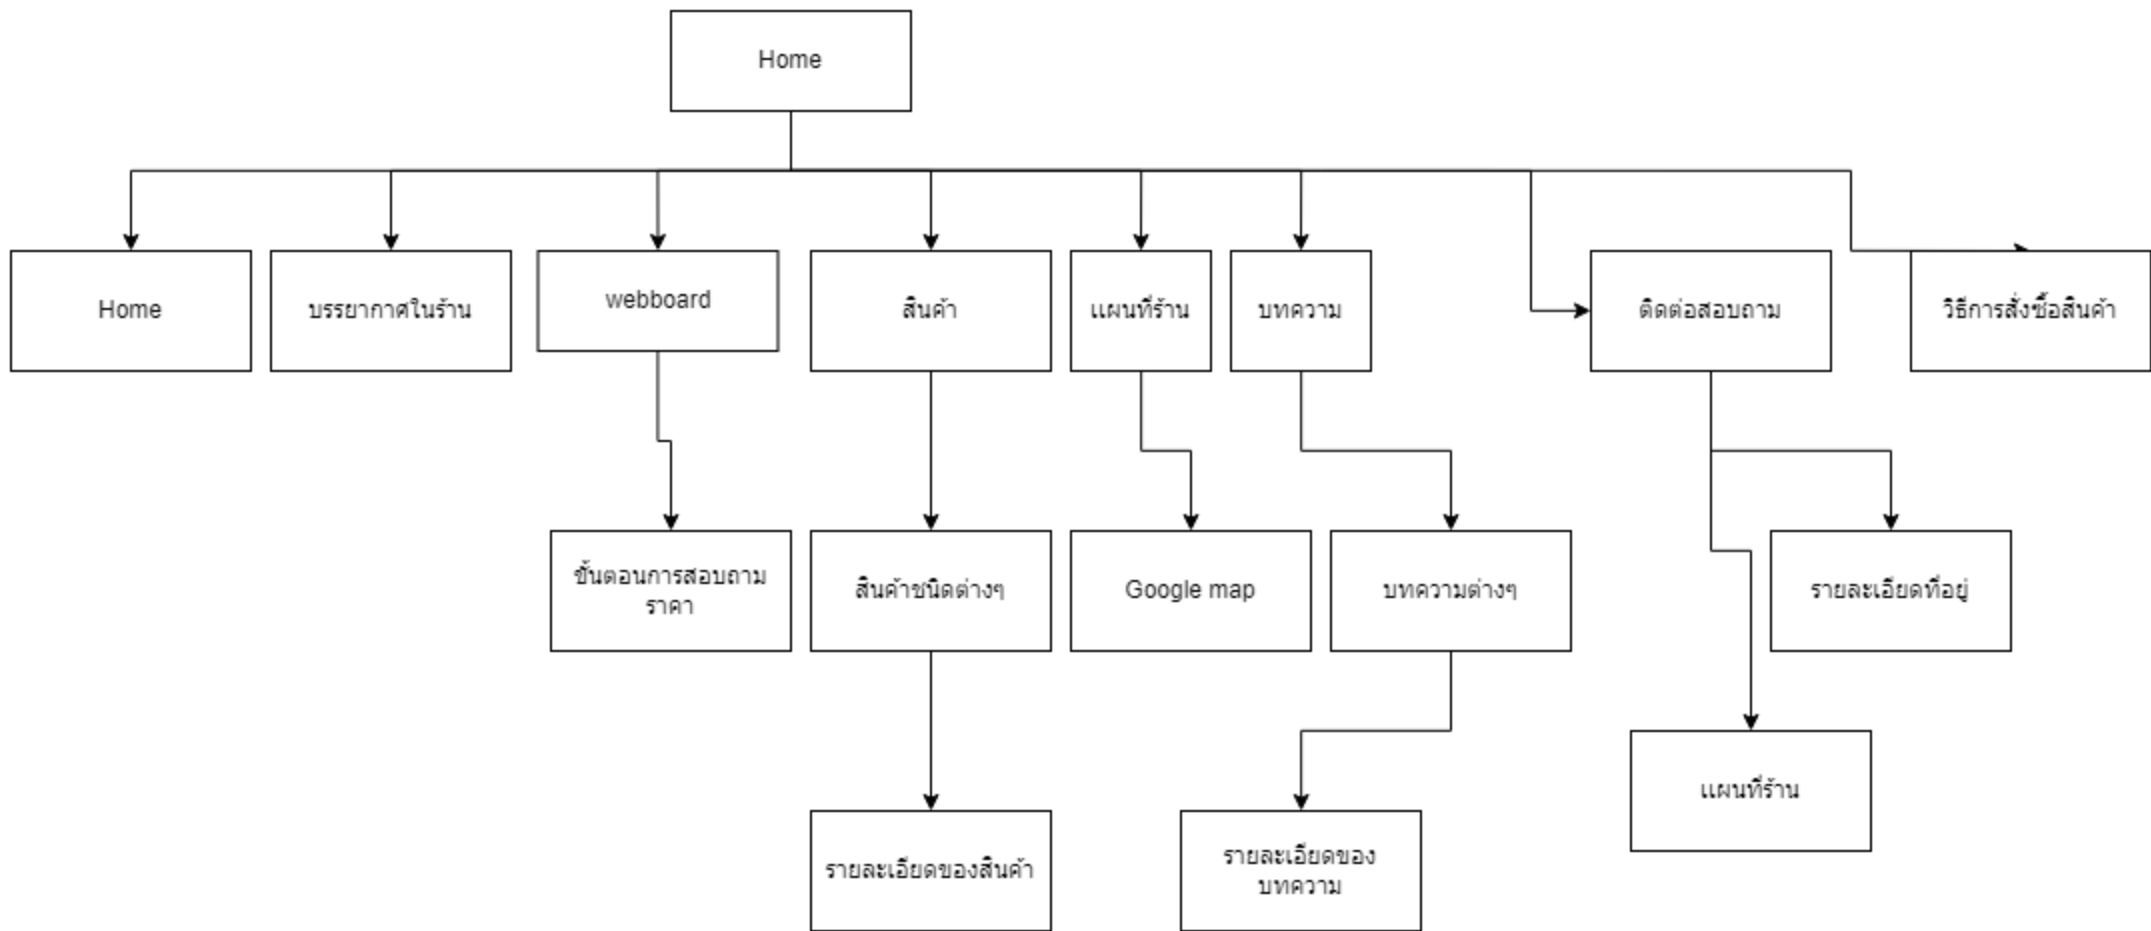 Home
Home
บรรยากาศในร้าน
webboard
สินค้า
แผนที่ร้าน
บทความ
ติดต่อสอบถาม
วิธีการสั่งซื้อสินค้า
ขั้นตอนการสอบถาม
ราคา
สินค้าชนิดต่างๆ
Google map
บทความต่างๆ
รายละเอียดที่อยู่
แผนที่ร้าน
รายละเอียดของสินค้า
รายละเอียดของ
บทความ